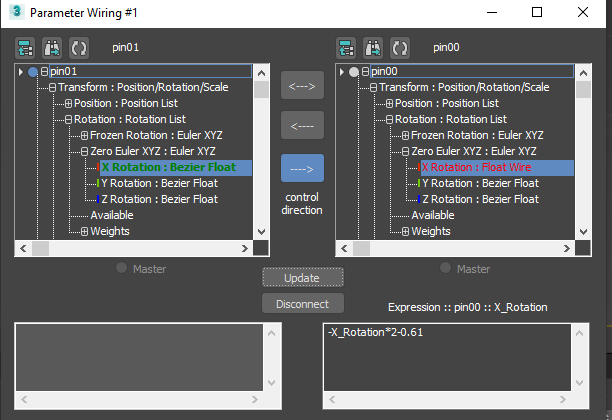 3 Parameter Wiring #1
pin01
pin00
pin01
Transform : Position/Rotation/Scale
Position : Position List
Rotation : Rotation List
Frozen Rotation : Euler XYZ
Zero Euler XYZ : Euler XYZ
X Rotation : Bezier Float
Y Rotation : Bezier Float
Z Rotation : Bezier Float
Available
Weights
<--->
<----
---->
control
direction
pin00
Transform : Position/Rotation/Scale
Position : Position List
Rotation : Rotation List
Frozen Rotation : Euler XYZ
Zero Euler XYZ : Euler XYZ
X Rotation : Float Wire
Y Rotation : Bezier Float
Z Rotation : Bezier Float
Available
Weights
Master
Master
Update
Disconnect
Expression :: pin00 :: X_Rotation
-X_Rotation*2-0.61